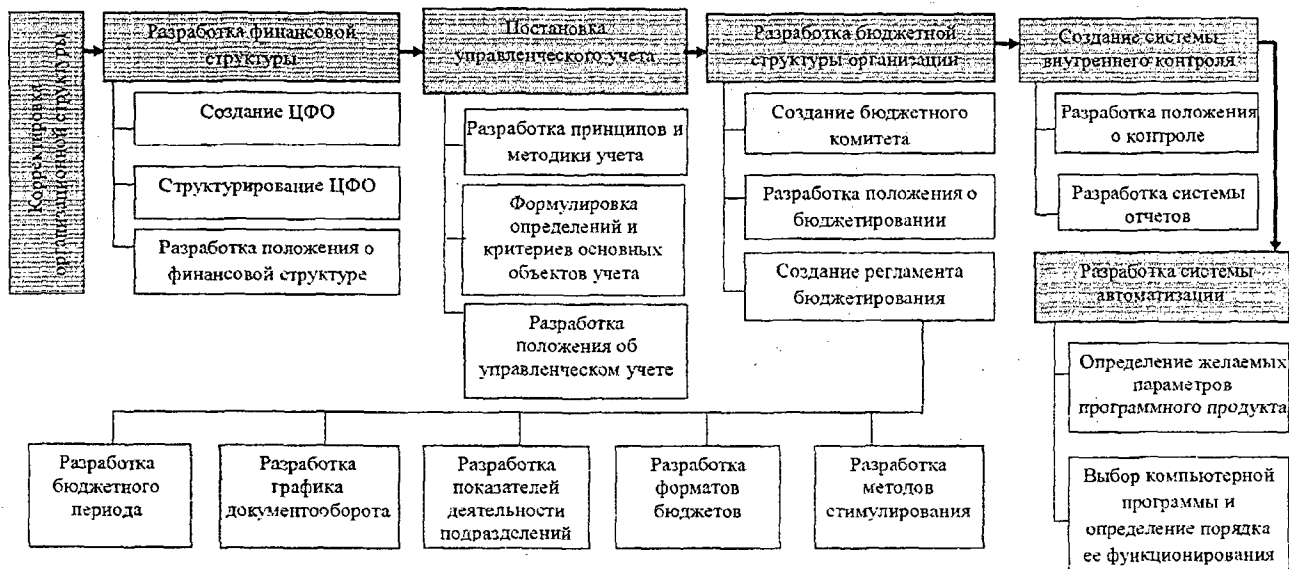 Корректировка
организационной структуры
Разработка финансовой
структуры
Создание ЦФО
Структурирование ЦФО
Разработка положения о
финансовой структуре
Постановка
управленческого учета
Разработка принципов и
методики учета
Формулировка
определений и
критериев основных
объектов учета
Разработка
положения об
управленческом учете
Разработка бюджетной
структуры организации
Создание бюджетного
комитета
Разработка положения о
бюджетировании
Создание регламента
бюджетирования
Разработка
бюджетного
периода
Разработка
графика
документооборота
Разработка
показателей
деятельности
подразделений
Разработка
форматов
бюджетов
Разработка
методов
стимулирования
Создание системы
внутреннего контроля
Разработка положения
о контроле
Разработка системы
отчетов
Разработка системы
автоматизации
Определение желаемых
параметров
программного продукта
Выбор компьютерной
программы и
определение порядка
ее функционирования